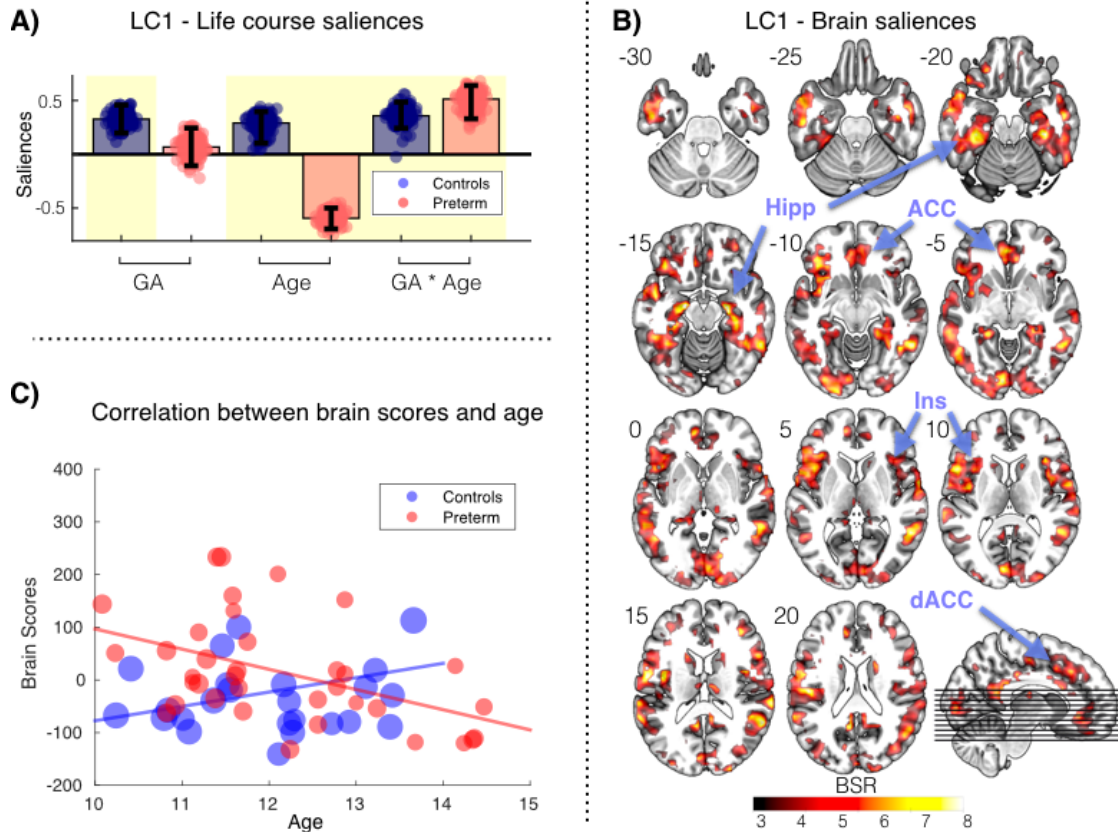 A) LC1 - Life course saliences
0.5
-0.5
Saliences
Controls
Preterm
GA
Age
GA * Age
C)
Correlation between brain scores and age
400
300
200
100
0
-100
-200
Brain Scores
Controls
Preterm
10 11 12 13 14 15
Age
B) LC1 - Brain saliences
-30 -25 -20
Hipp ACC
-15 -10 -5
Ins
0 5 10
dACC
15 20
BSR
3 4 5 6 7 8